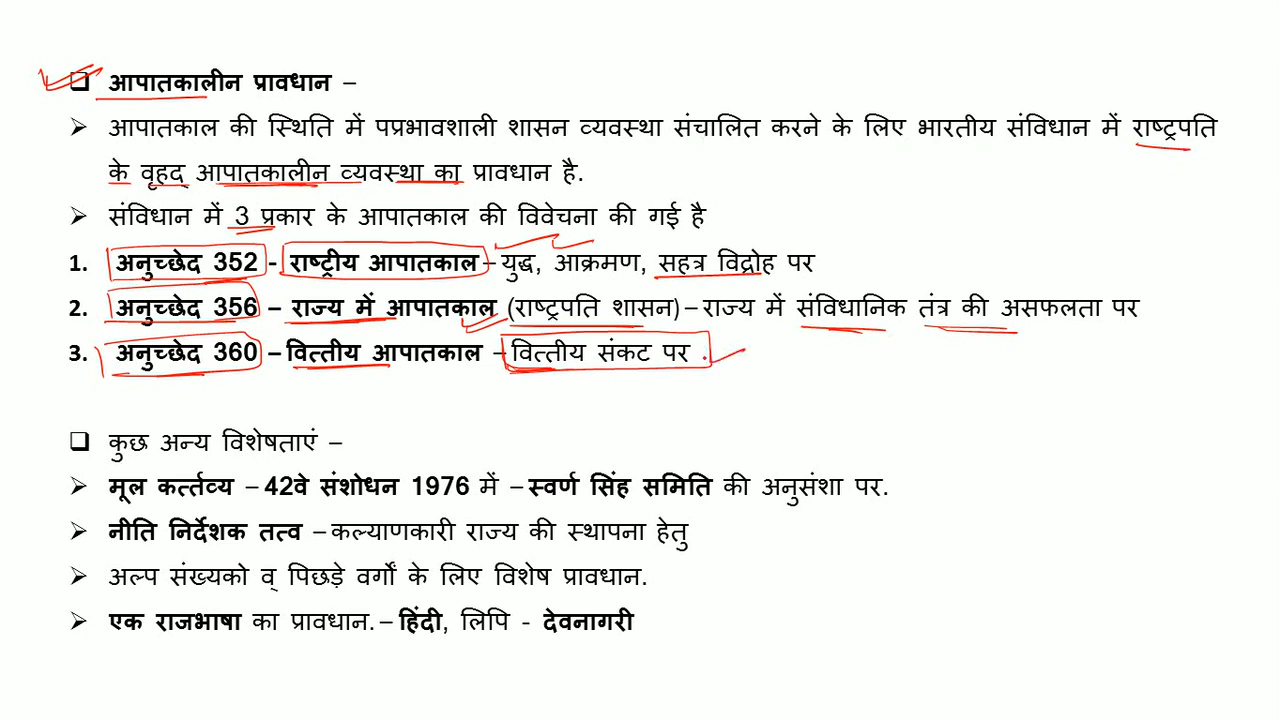 ❑ आपातकालीन प्रावधान –
➢ आपातकाल की स्थिति में पप्रभावशाली शासन व्यवस्था संचालित करने के लिए भारतीय संविधान में राष्ट्रपति
के वृहद् आपातकालीन व्यवस्था का प्रावधान है.
➢ संविधान में 3 प्रकार के आपातकाल की विवेचना की गई है
1. अनुच्छेद 352 - राष्ट्रीय आपातकाल – युद्ध, आक्रमण, सहत्र विद्रोह पर
2. अनुच्छेद 356 – राज्य में आपातकाल (राष्ट्रपति शासन) – राज्य में संविधानिक तंत्र की असफलता पर
3. अनुच्छेद 360 – वित्तीय आपातकाल – वित्तीय संकट पर .
❑ कुछ अन्य विशेषताएं –
➢ मूल कर्त्तव्य – 42वे संशोधन 1976 में – स्वर्ण सिंह समिति की अनुसंशा पर.
➢ नीति निर्देशक तत्व – कल्याणकारी राज्य की स्थापना हेतु
➢ अल्प संख्यको व् पिछड़े वर्गों के लिए विशेष प्रावधान.
➢ एक राजभाषा का प्रावधान. – हिंदी, लिपि - देवनागरी